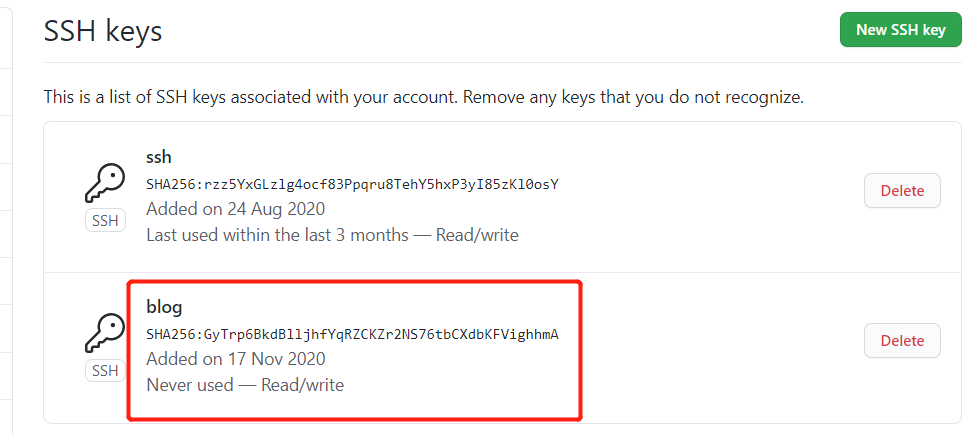 SSH keys
New SSH key
This is a list of SSH keys associated with your account. Remove any keys that you do not recognize.
ssh
SHA256:rzz5YxGLzlg4ocf83Ppqru8TehY5hxP3yI85zKl0osY
Added on 24 Aug 2020
Last used within the last 3 months — Read/write
SSH
Delete
blog
SHA256:GyTrp6BkdBlljhfYqRZCKZr2NS76tbCXdbKFVighhmA
Added on 17 Nov 2020
Never used — Read/write
SSH
Delete